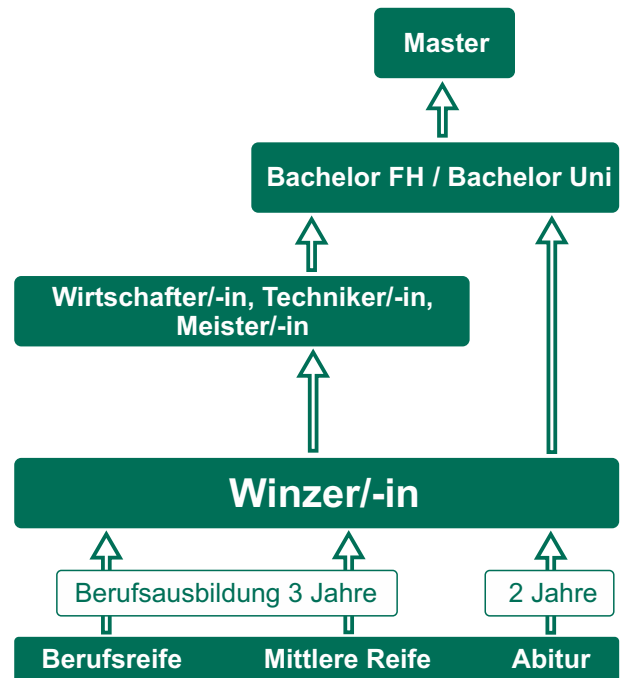 Master
Bachelor FH / Bachelor Uni
Wirtschafter/-in, Techniker/-in,
Meister/-in
Winzer/-in
Berufsausbildung 3 Jahre
2 Jahre
Berufsreife
Mittlere Reife
Abitur